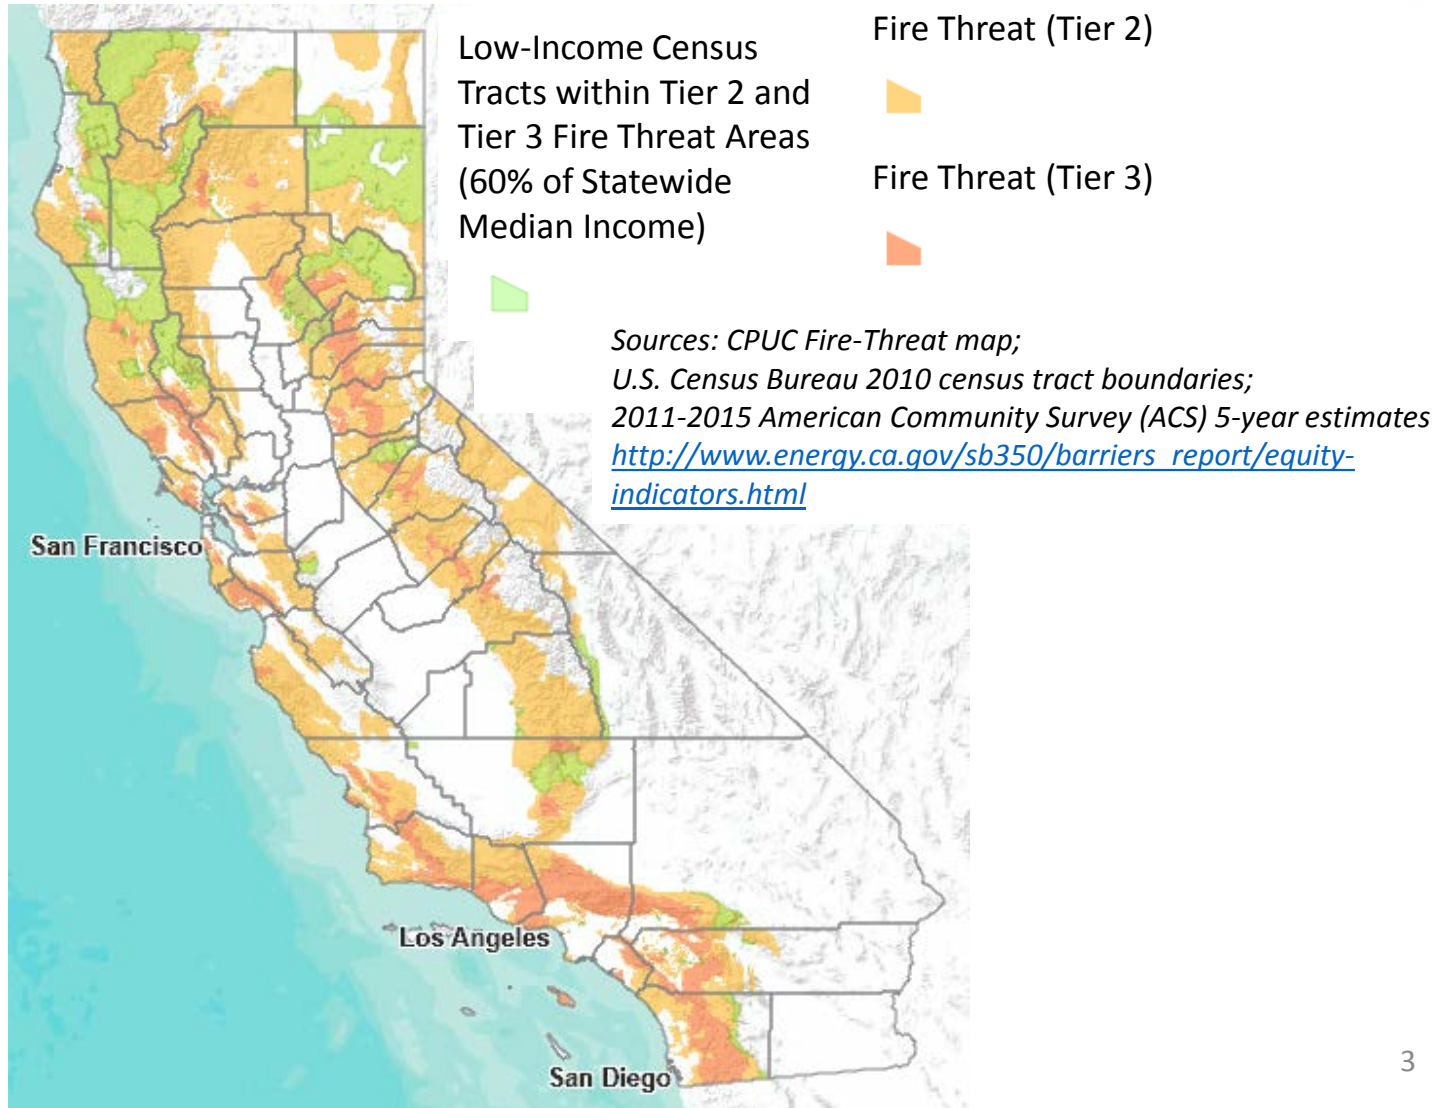 Low-Income Census
Tracts within Tier 2 and
Tier 3 Fire Threat Areas
(60% of Statewide
Median Income)
Fire Threat (Tier 2)
Fire Threat (Tier 3)
Sources: CPUC Fire-Threat map;
U.S. Census Bureau 2010 census tract boundaries;
2011-2015 American Community Survey (ACS) 5-year estimates
http://www.energy.ca.gov/sb350/barriers_report/equity-
indicators.html
San Francisco
Los Angeles
San Diego
3